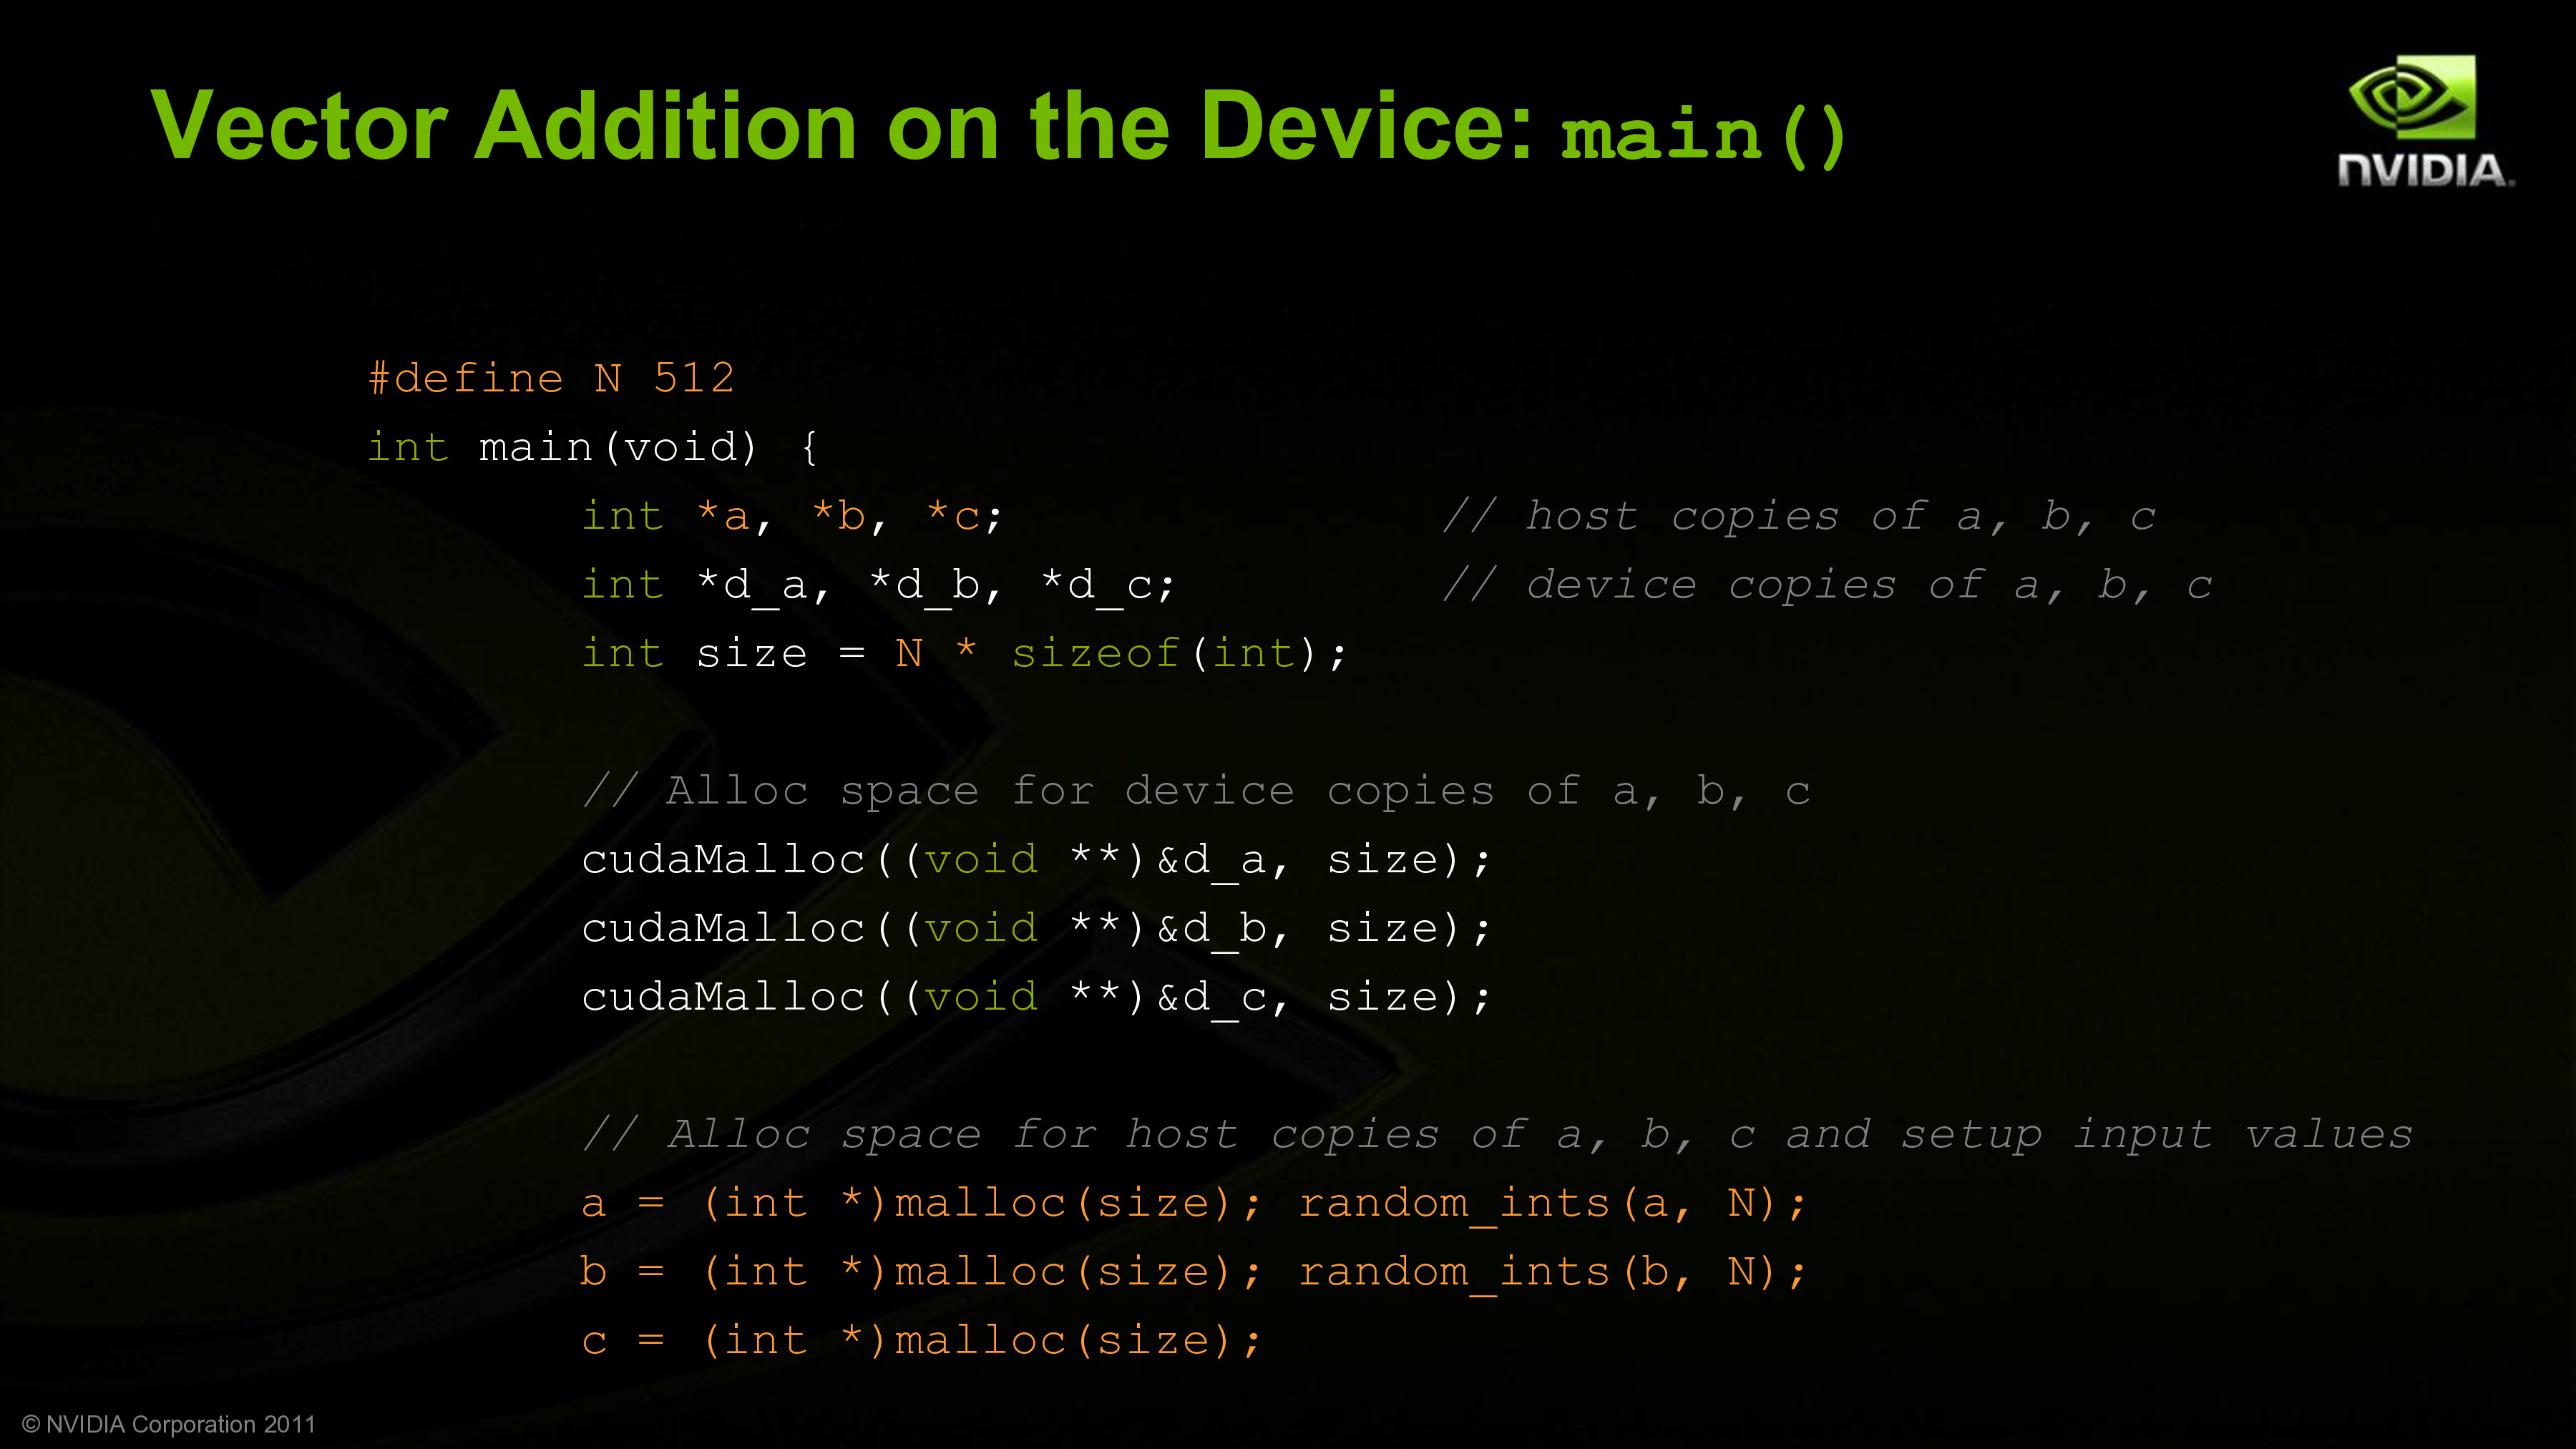 Vector Addition on the Device: main()
NVIDIA.
#define N 512
int main(void) {
int *a, *b, *c; // host copies of a, b, c
int *d_a, *d_b, *d_c; // device copies of a, b, c
int size = N * sizeof(int);
// Alloc space for device copies of a, b, c
cudaMalloc((void **)&d_a, size);
cudaMalloc((void **)&d_b, size);
cudaMalloc((void **)&d_c, size);
// Alloc space for host copies of a, b, c and setup input values
a = (int *)malloc(size); random_ints(a, N);
b = (int *)malloc(size); random_ints(b, N);
c = (int *)malloc(size);
© NVIDIA Corporation 2011